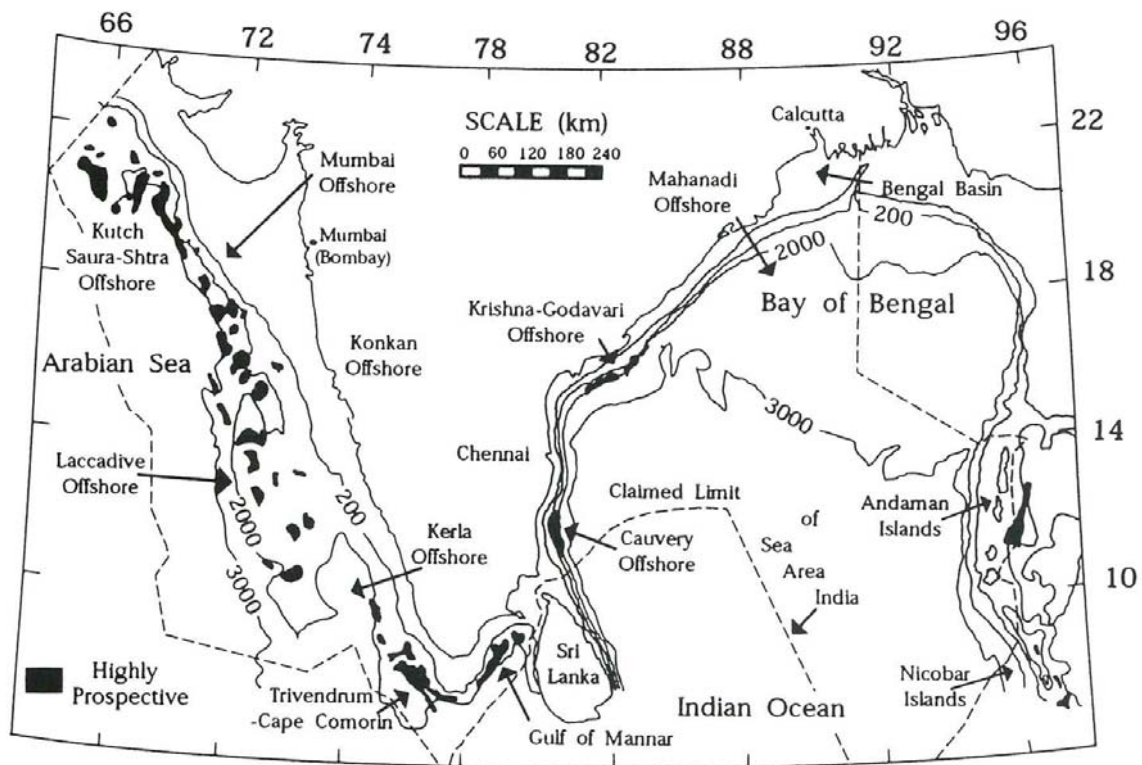 66 72 74 78 82 88 92 96
SCALE (km)
0 60 120 180 240
Calcutta
22
Mumbai
Offshore
Mahanadi
Offshore
Bengal Basin
200
2000
Kutch
Saura-Shtra
Offshore
Mumbai
(Bombay)
18
Bay of Bengal
Krishna-Godavari
Offshore
Arabian Sea
Konkan
Offshore
3000
14
Chennai
Laccadive
Offshore
2000
200
3000
Claimed Limit
of
Sea
Area
India
Andaman
Islands
Kerla
Offshore
Cauvery
Offshore
10
Highly
Prospective
Sri
Lanka
Nicobar
Islands
Trivendrum
-Cape Comorin
Indian Ocean
Gulf of Mannar